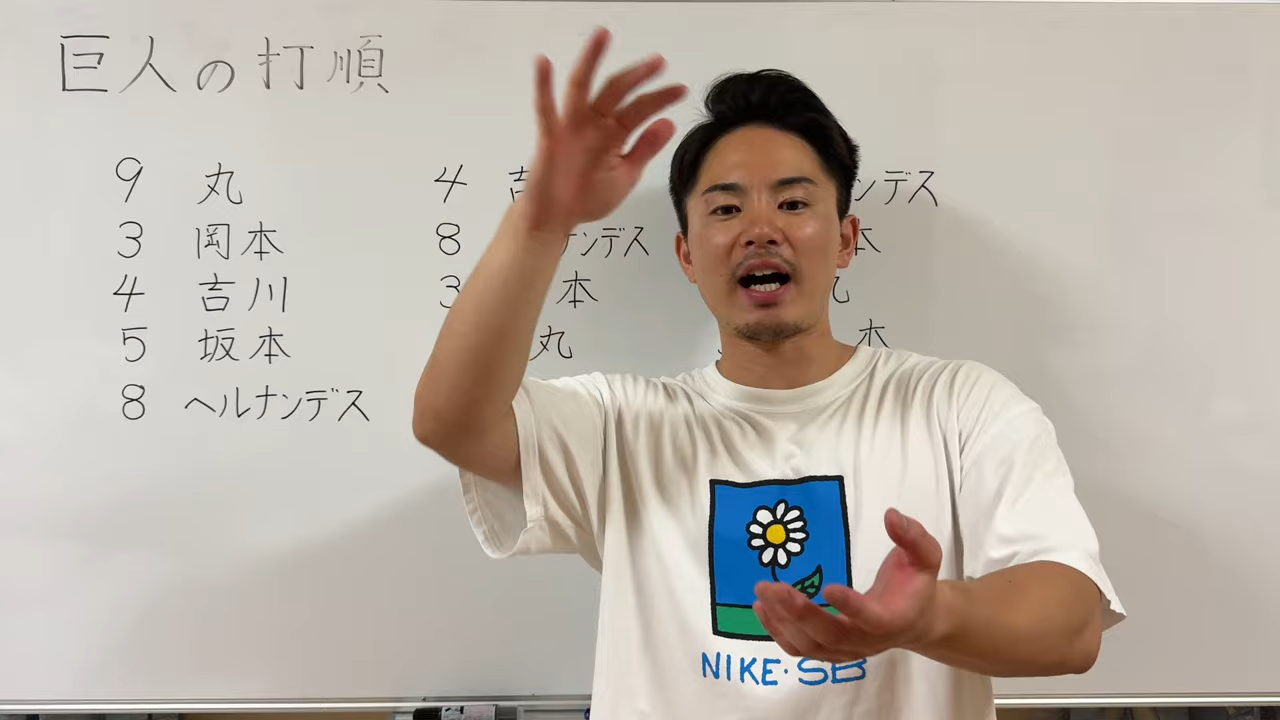 巨人の打順
9 丸
3 岡本
4 吉川
5 坂本
8 ヘルナンデス
4
8 ンデス
3 本
丸
ンデス
本
本
NIKE・SB